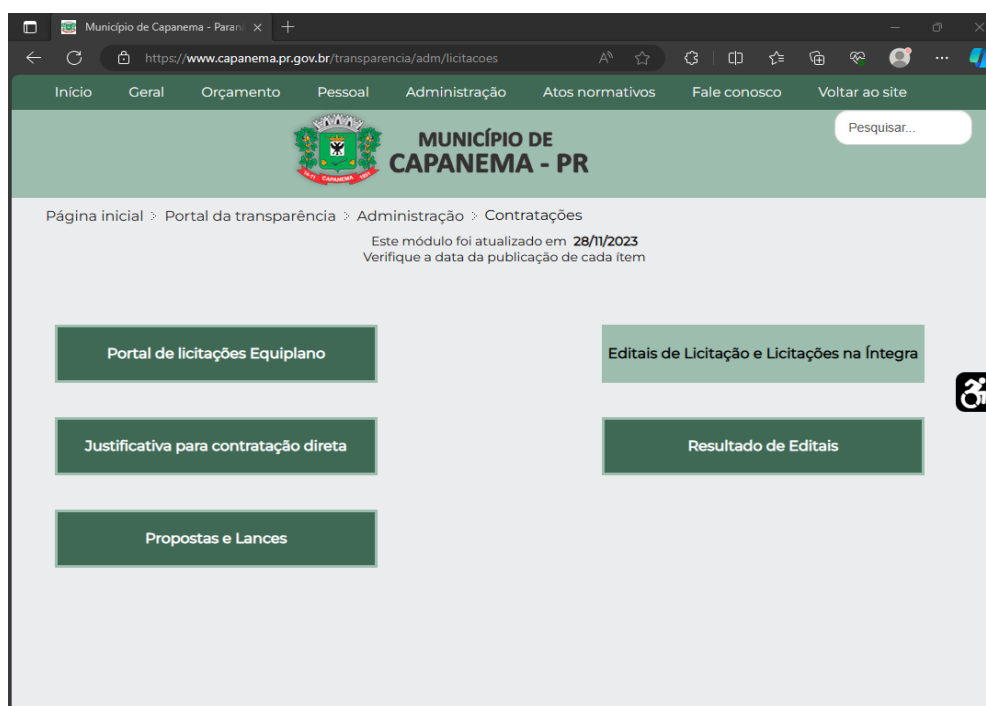 Município de Capanema - Paran
https://www.capanema.pr.gov.br/transparencia/adm/licitacoes
Início Geral Orçamento Pessoal Administração Atos normativos Fale conosco Voltar ao site
Pesquisar...
MUNICÍPIO DE
CAPANEMA - PR
CAPANEMA
Página inicial > Portal da transparência > Administração > Contratações
Este módulo foi atualizado em 28/11/2023
Verifique a data da publicação de cada ítem
Portal de licitações Equiplano
Editais de Licitação e Licitações na Íntegra
Justificativa para contratação direta
Resultado de Editais
Propostas e Lances